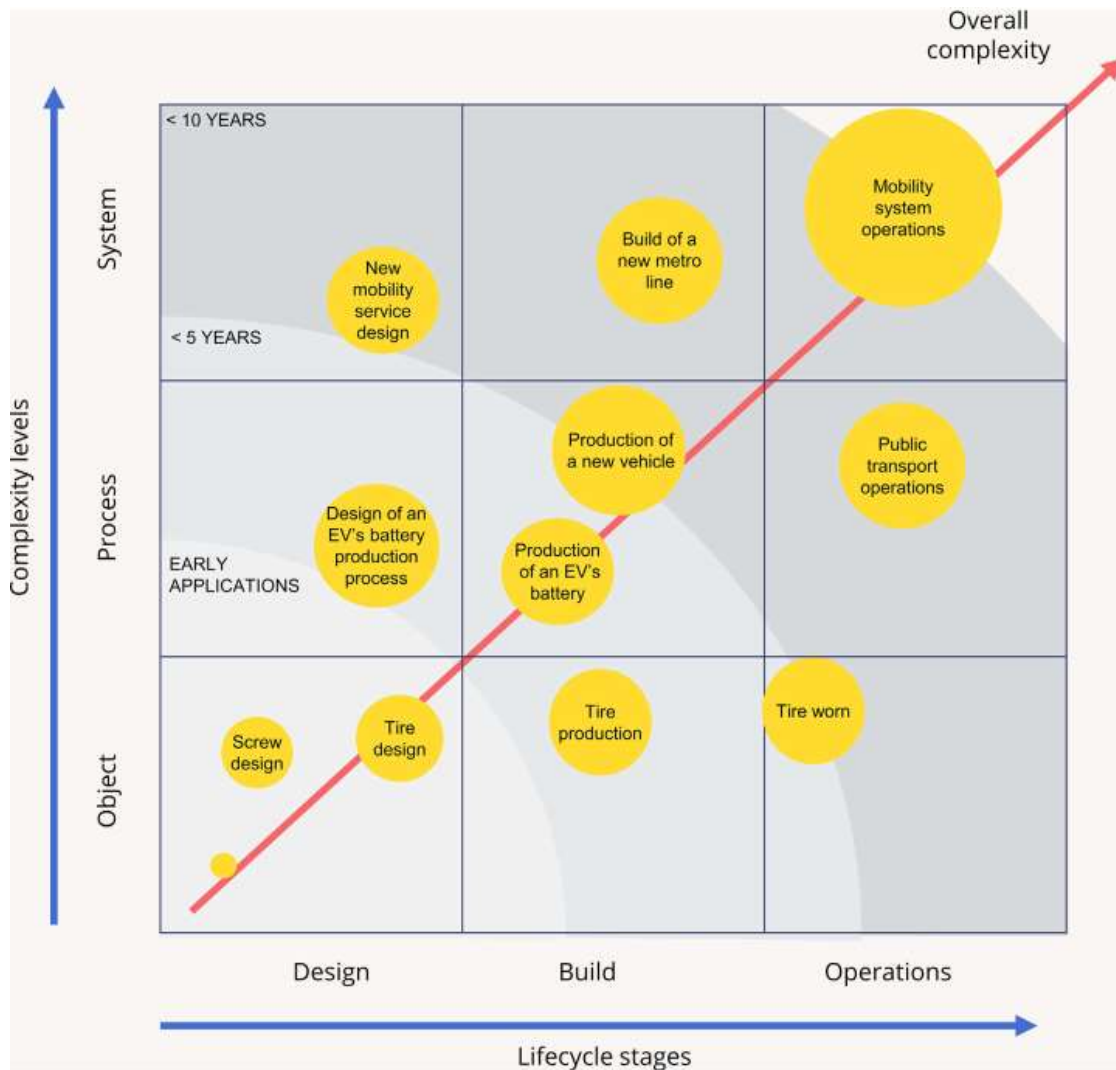 Overall
complexity
< 10 YEARS
Mobility
system
operations
Build of a
new metro
line
New
mobility
service
design
< 5 YEARS
System
Production of
a new vehicle
Public
transport
operations
Design of an
EV's battery
production
process
Production
of an EV's
battery
EARLY
APPLICATIONS
Process
Complexity levels
Tire worn
Tire
production
Tire
design
Screw
design
Object
Design
Build
Operations
Lifecycle stages